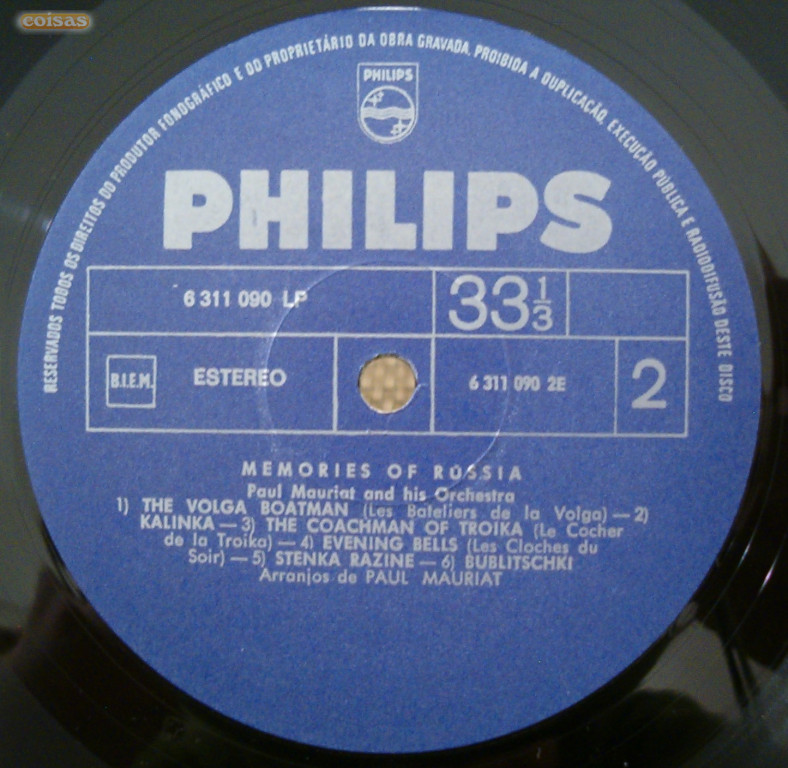 coisas
RESERVADOS TODOS OS DIREITOS DO PRODUTOR FONOGRÁFICO E DO PROPRIETÁRIO DA OBRA GRAVADA. PROIBIDA A DUPLICAÇÃO, EXECUÇÃO PÚBLICA E RADIODIFUSÃO DESTE DISCO
PHILIPS
PHILIPS
6 311 090 LP
33 1/3
B.I.E.M.
ESTEREO
6 311 090 2E
2
MEMORIES OF RUSSIA
Paul Mauriat and his Orchestra
1) THE VOLGA BOATMAN (Les Bateliers de la Volga) — 2)
KALINKA — 3) THE COACHMAN OF TROIKA (Le Cocher
de la Troika) — 4) EVENING BELLS (Les Cloches du
Soir) — 5) STENKA RAZINE — 6) BUBLITSCHKI
Arranjos de PAUL MAURIAT